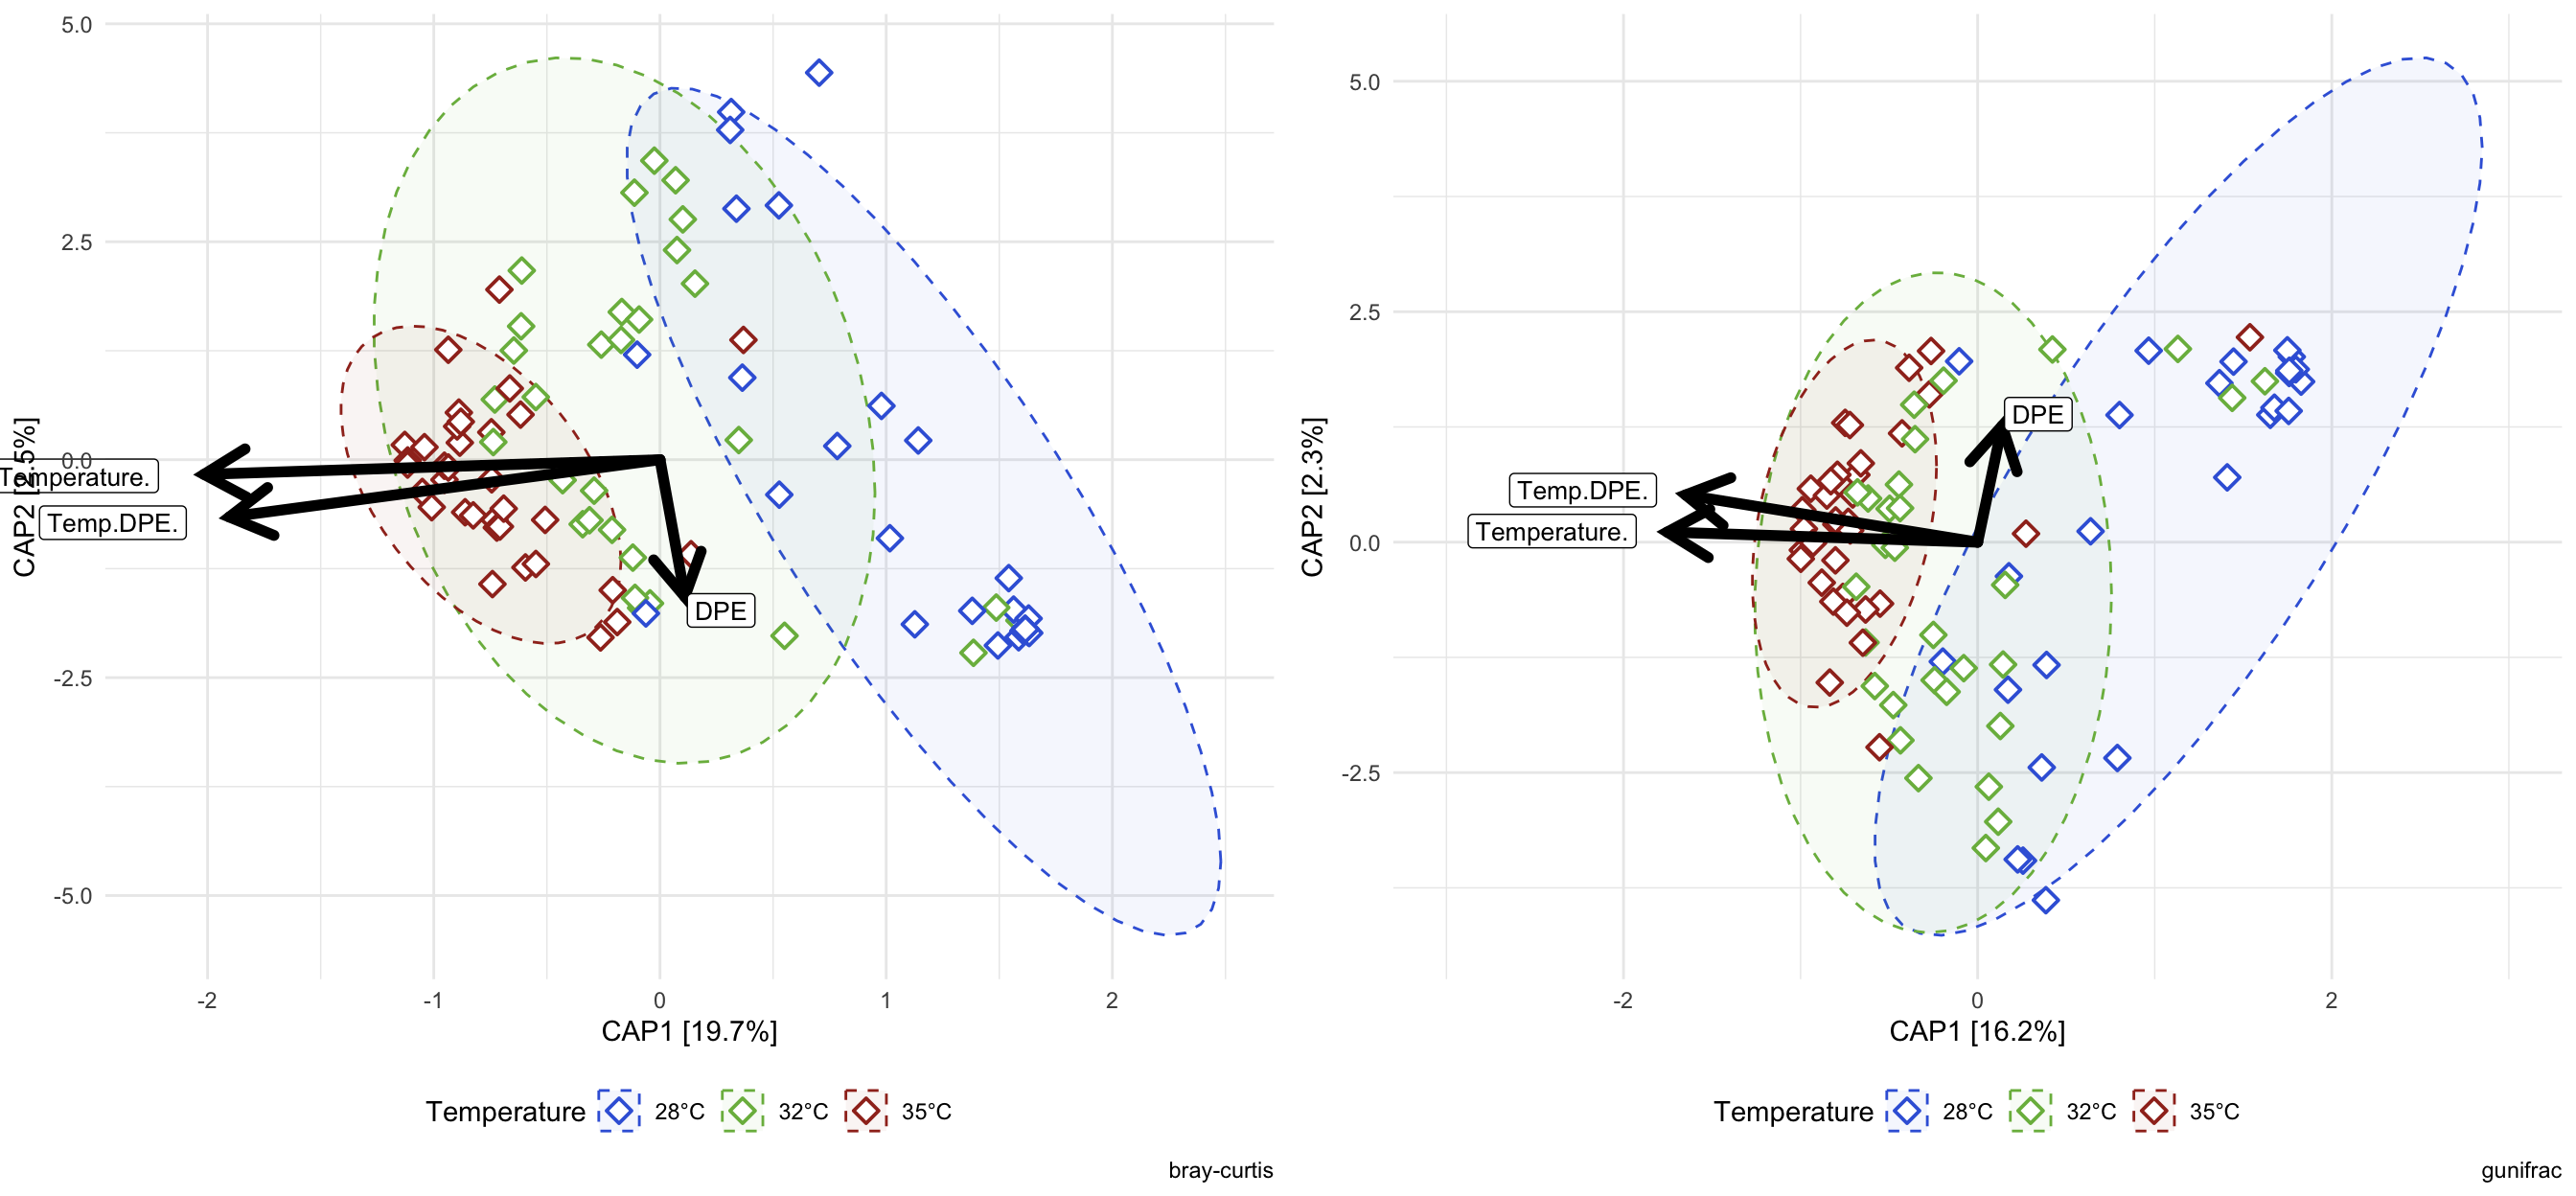 5.0
2.5
0.0
-2.5
-5.0
CAP2 [2.5%]
Temperature.
Temp.DPE.
DPE
-2
-1
0
1
2
CAP1 [19.7%]
Temperature 28°C 32°C 35°C
bray-curtis
5.0
2.5
0.0
-2.5
CAP2 [2.3%]
DPE
Temp.DPE.
Temperature.
-2
0
2
CAP1 [16.2%]
Temperature 28°C 32°C 35°C
gunifrac